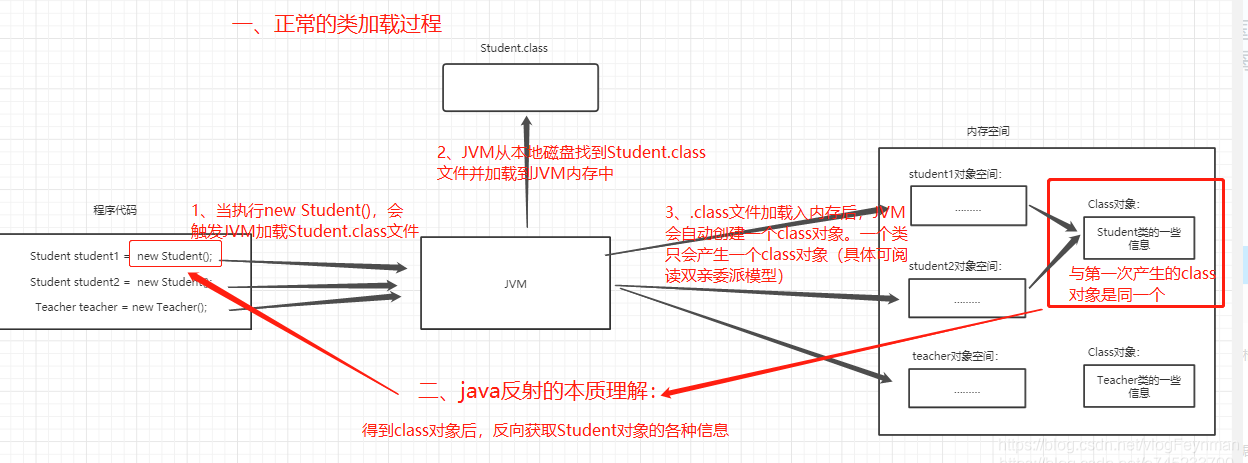 一、正常的类加载过程
Student.class
2、JVM从本地磁盘找到Student.class
文件并加载到JVM内存中
程序代码
1、当执行new Student()，会
触发JVM加载Student.class文件
Student student1 = new Student();
Student student2 = new Student();
Teacher teacher = new Teacher();
JVM
3、.class文件加载入内存后，JVM
会自动创建一个class对象。一个类
只会产生一个class对象（具体可阅
读双亲委派模型）
内存空间
student1对象空间：
.........
Class对象：
Student类的一些
信息
student2对象空间：
.........
与第一次产生的class
对象是同一个
teacher对象空间：
.........
Class对象：
Teacher类的一些
信息
二、java反射的本质理解：
得到class对象后，反向获取Student对象的各种信息
https://blog.csdn.net/vlogFeynman